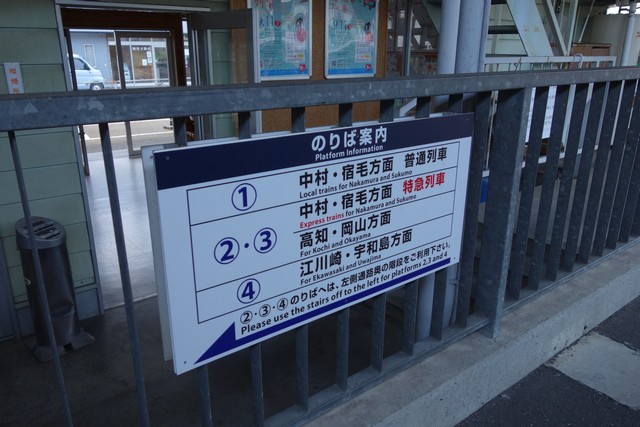 のりば案内
Platform Information
①
中村・宿毛方面 普通列車
Local trains for Nakamura and Sukumo
②・③
中村・宿毛方面 特急列車
Express trains for Nakamura and Sukumo
高知・岡山方面
For Kochi and Okayama
④
江川崎・宇和島方面
For Ekawasaki and Uwajima
②・③・④のりばへは、左側通路奥の階段をご利用下さい。
Please use the stairs off to the left for platforms 2,3 and 4